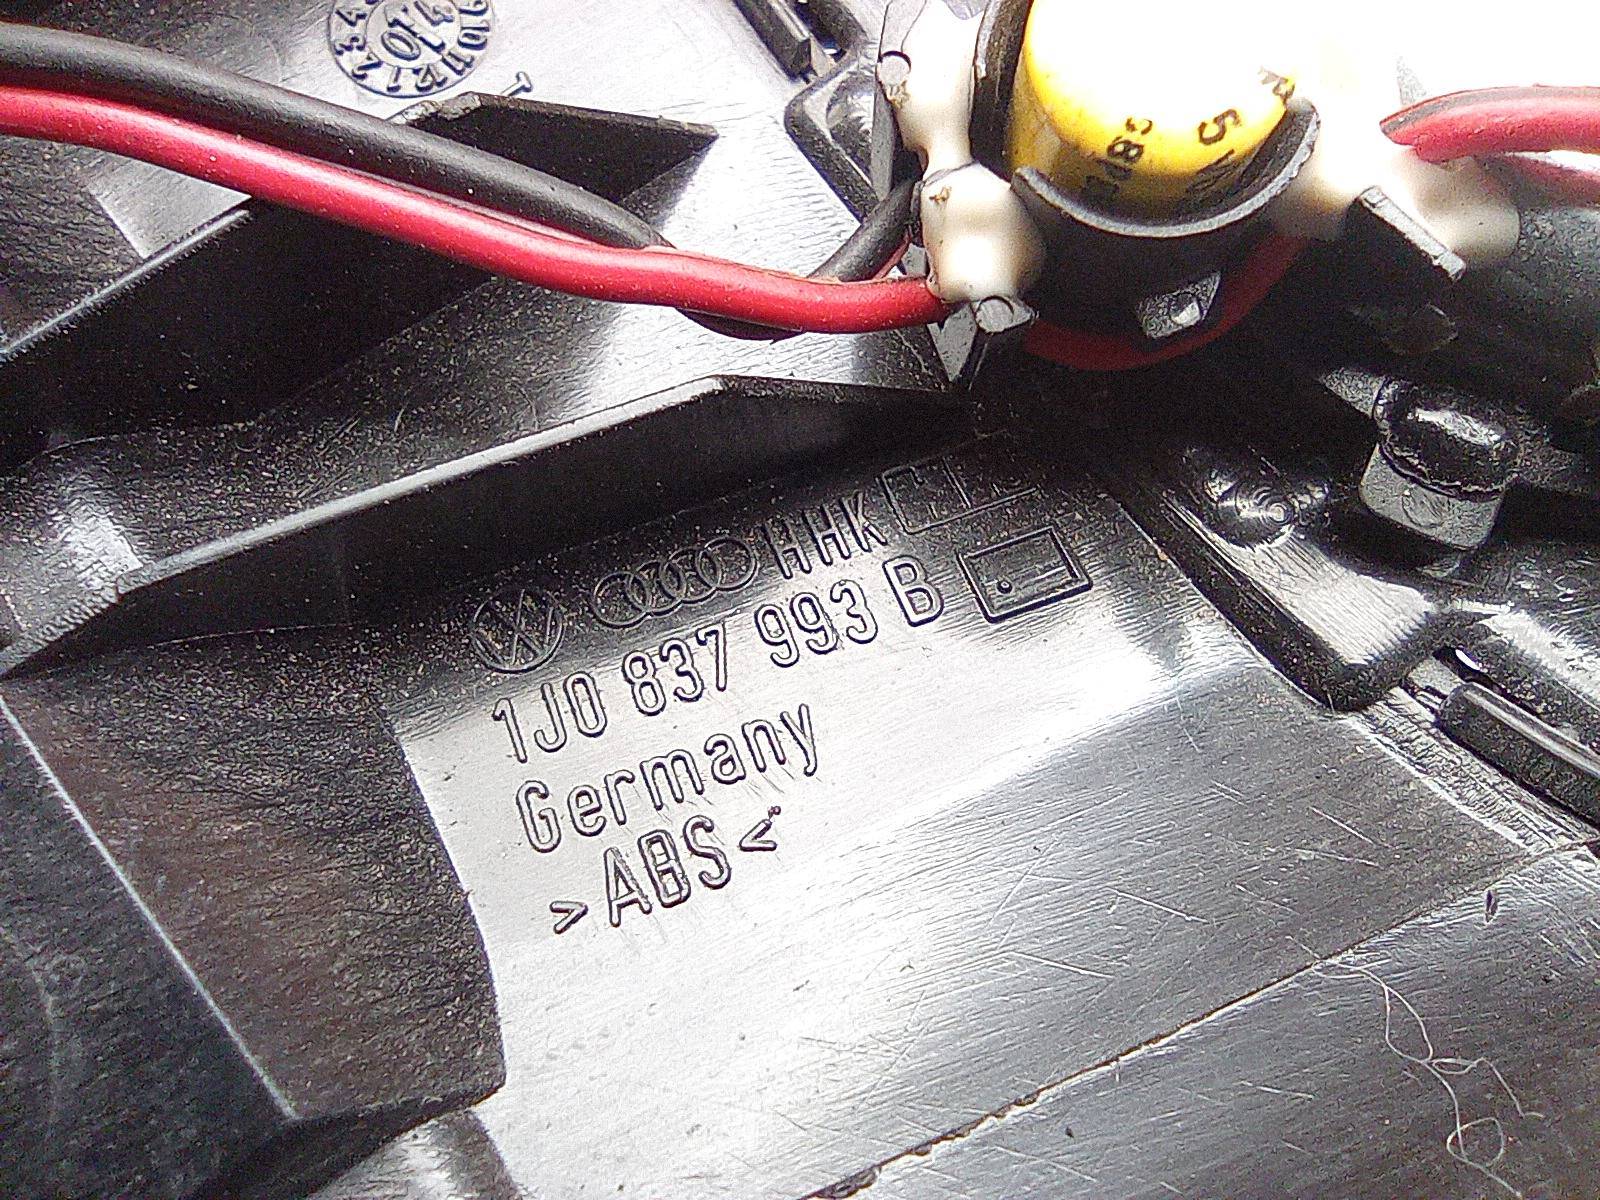 HHK
1J0 837 993 B
Germany
>ABS<